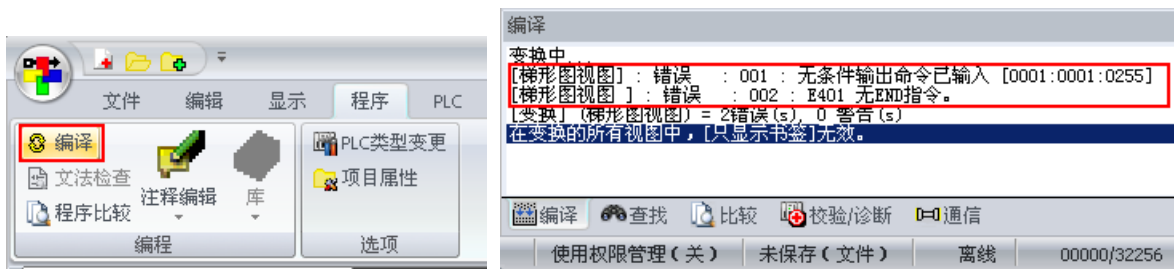 文件 编辑 显示 程序 PLC
编译
文法检查
程序比较
注释编辑
库
编程
PLC类型变更
项目属性
选项
编译
变换中...
[梯形图视图] : 错误 : 001 : 无条件输出命令已输入 [0001:0001:0255]
[梯形图视图 ] : 错误 : 002 : E401 无END指令。
[变换] (梯形图视图) = 2错误(s), 0 警告(s)
在变换的所有视图中，[只显示书签]无效。
编译 查找 比较 校验/诊断 通信
使用权限管理(关) 未保存(文件) 离线 00000/32256